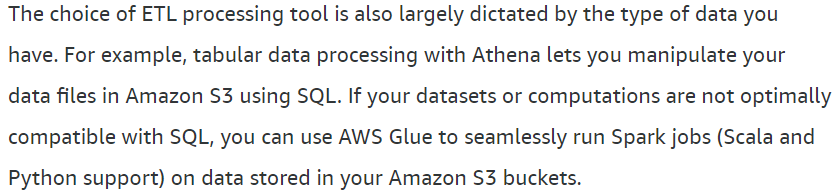 The choice of ETL processing tool is also largely dictated by the type of data you
have. For example, tabular data processing with Athena lets you manipulate your
data files in Amazon S3 using SQL. If your datasets or computations are not optimally
compatible with SQL, you can use AWS Glue to seamlessly run Spark jobs (Scala and
Python support) on data stored in your Amazon S3 buckets.